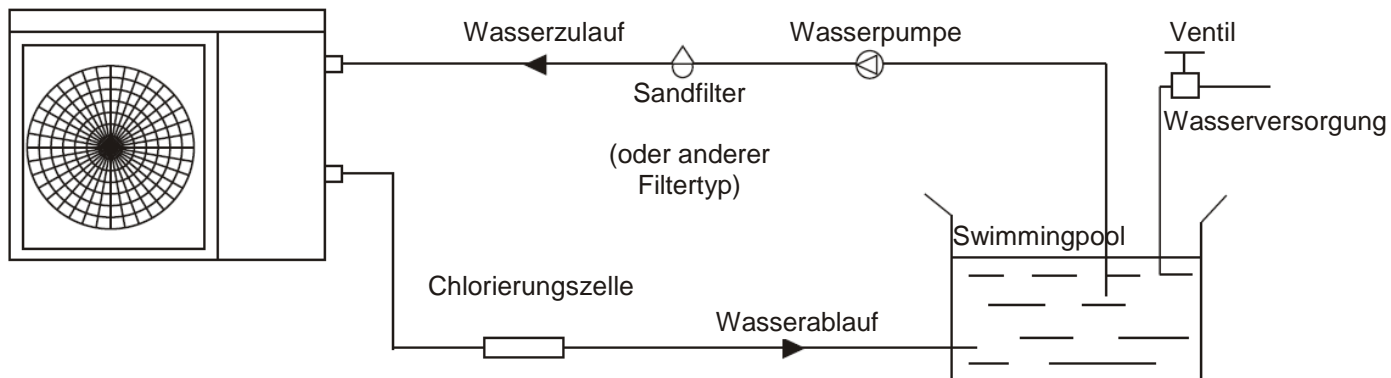 Wasserzulauf
Wasserpumpe
Ventil
Sandfilter
Wasserversorgung
(oder anderer
Filtertyp)
Swimmingpool
Chlorierungszelle
Wasserablauf